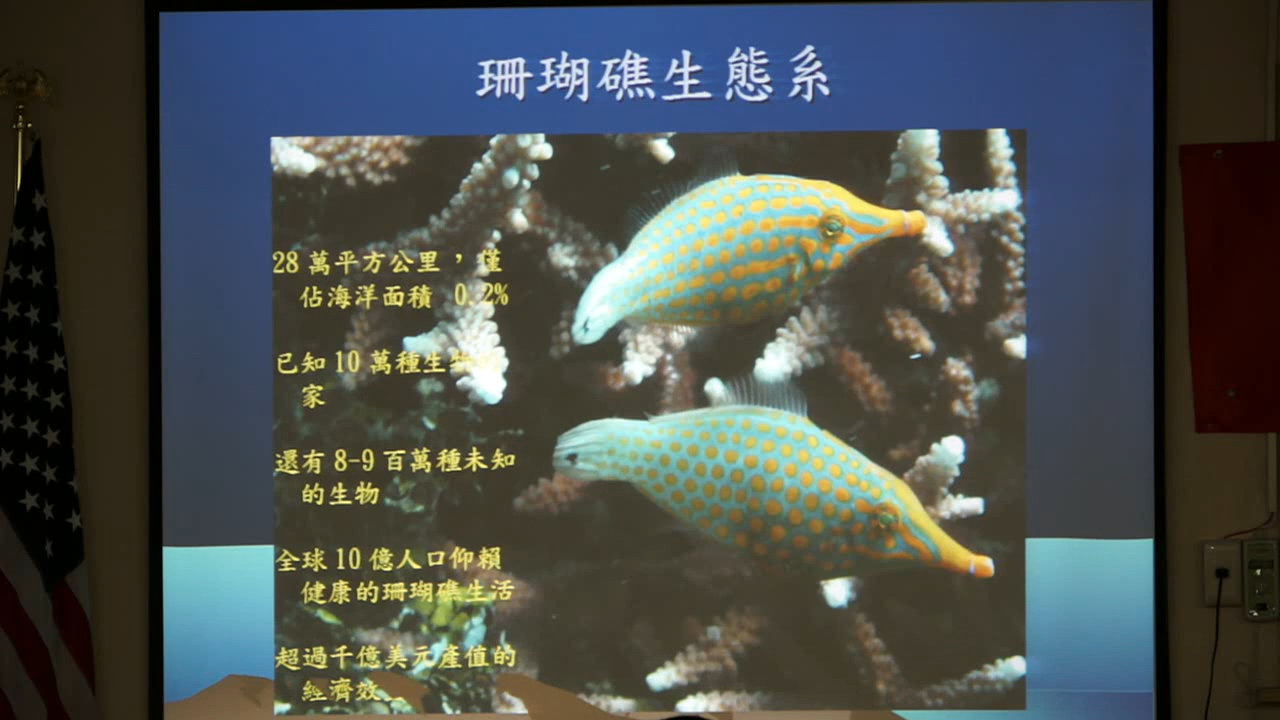 珊瑚礁生態系
28 萬平方公里，僅
佔海洋面積 0.2%
已知 10 萬種生物
家
還有 8-9 百萬種未知
的生物
全球 10 億人口仰賴
健康的珊瑚礁生活
超過千億美元產值的
經濟效